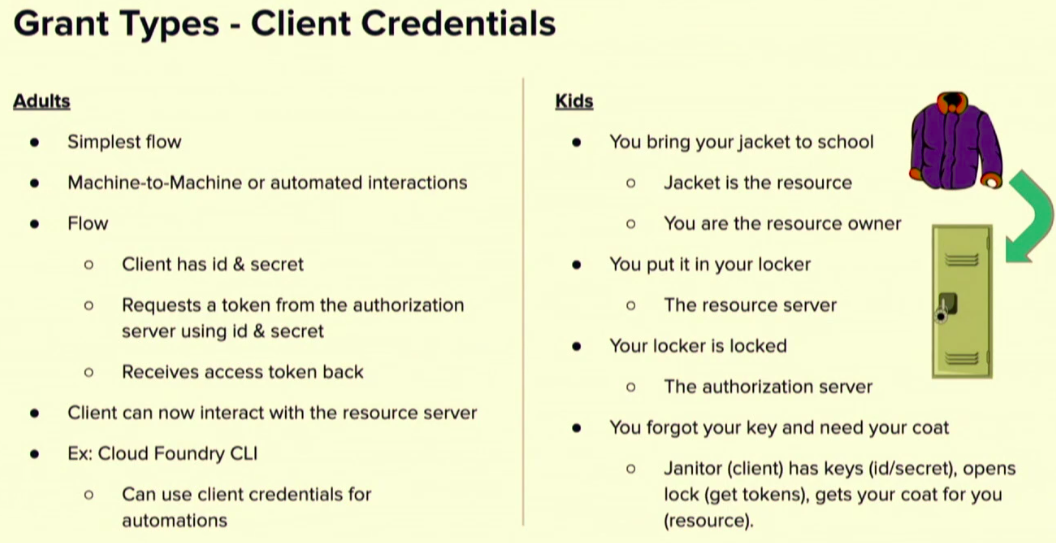 Grant Types - Client Credentials
Adults
Simplest flow
Machine-to-Machine or automated interactions
Flow
Client has id & secret
Requests a token from the authorization
server using id & secret
Receives access token back
Client can now interact with the resource server
Ex: Cloud Foundry CLI
Can use client credentials for
automations
Kids
You bring your jacket to school
Jacket is the resource
You are the resource owner
You put it in your locker
The resource server
Your locker is locked
The authorization server
You forgot your key and need your coat
Janitor (client) has keys (id/secret), opens
lock (get tokens), gets your coat for you
(resource).